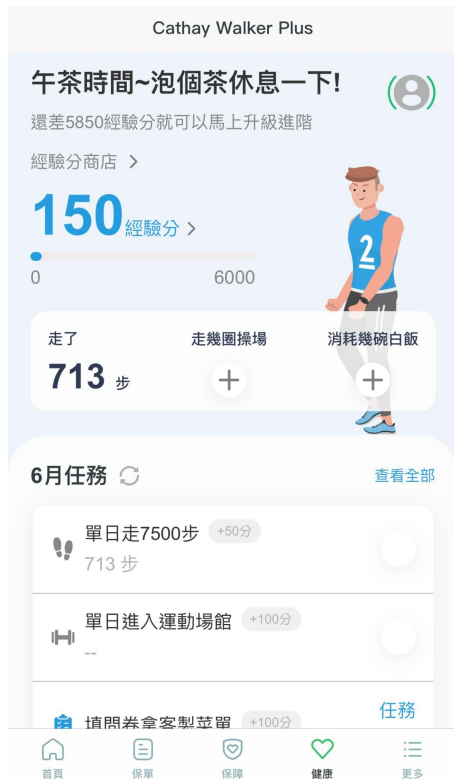 Cathay Walker Plus
午茶時間~泡個茶休息一下!
還差5850經驗分就可以馬上升級進階
經驗分商店 >
150 經驗分 >
0 6000
走了 走幾圈操場 消耗幾碗白飯
713 步 + +
2
6月任務 查看全部
單日走7500步 +50分
713 步
單日進入運動場館 +100分
--
任務
填問券拿客製菜單 +100分
首頁 保單 保障 健康 更多